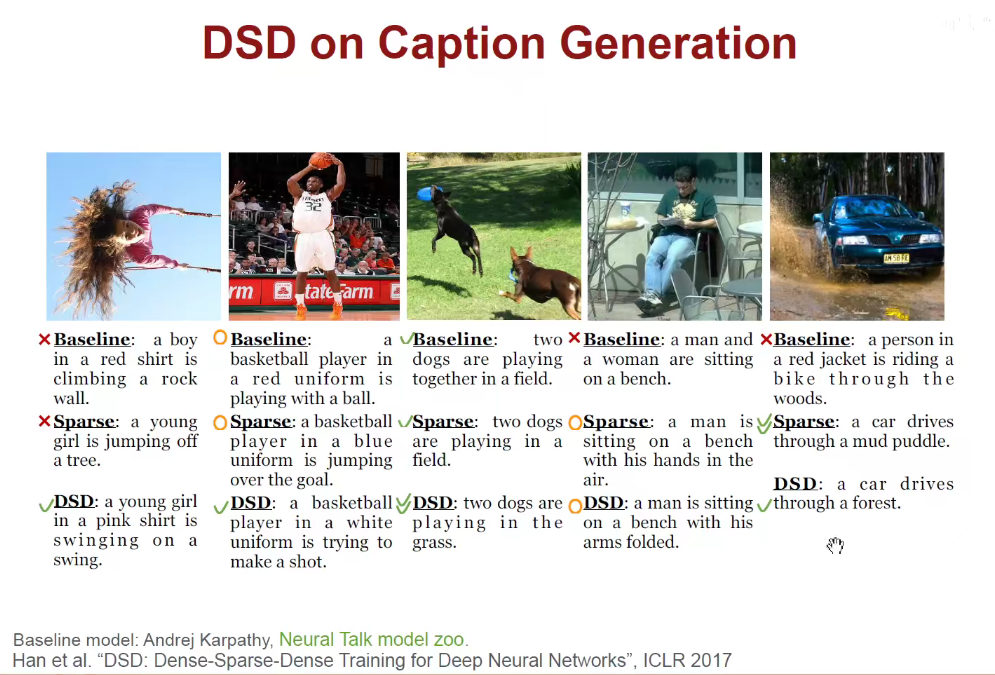 DSD on Caption Generation
Baseline: a boy
in a red shirt is
climbing a rock
wall.
Sparse: a young
girl is jumping off
a tree.
DSD: a young girl
in a pink shirt is
swinging on a
swing.
32
rm
StateFarm
Baseline: a
basketball player in
a red uniform is
playing with a ball.
Sparse: a basketball
player in a blue
uniform is jumping
over the goal.
DSD: a basketball
player in a white
uniform is trying to
make a shot.
Baseline: two
dogs are playing
together in a field.
Sparse: two dogs
are playing in a
field.
DSD: two dogs are
playing in the
grass.
Baseline: a man and
a woman are sitting
on a bench.
Sparse: a man is
sitting on a bench
with his hands in the
air.
DSD: a man is sitting
on a bench with his
arms folded.
Baseline: a person in
a red jacket is riding a
bike through the
woods.
Sparse: a car drives
through a mud puddle.
DSD: a car drives
through a forest.
Baseline model: Andrej Karpathy, Neural Talk model zoo.
Han et al. “DSD: Dense-Sparse-Dense Training for Deep Neural Networks”, ICLR 2017